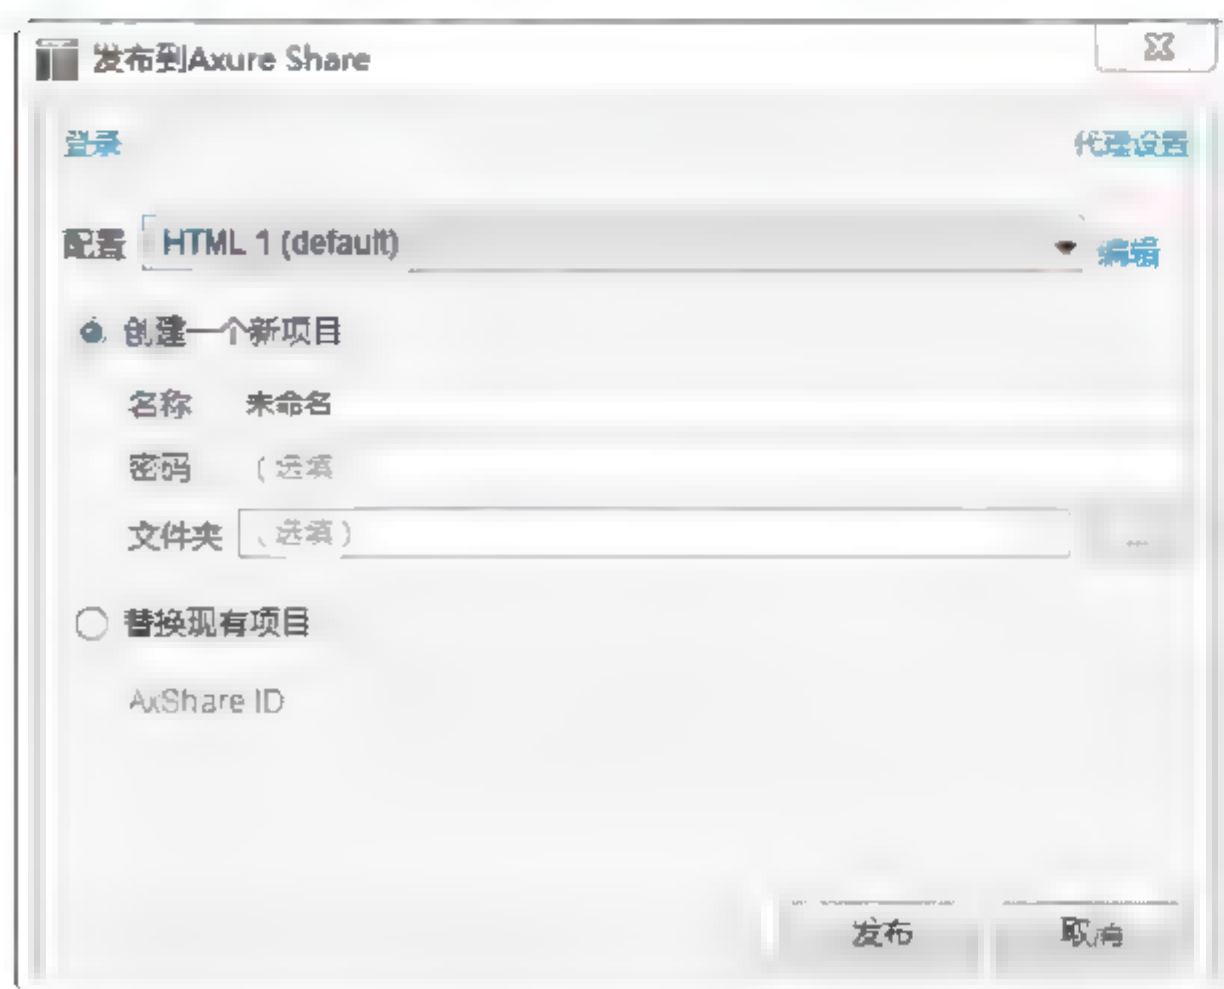 发布到Axure Share
登录 代理设置
配置 HTML 1 (default) 编辑
创建一个新项目
名称 未命名
密码 (选填
文件夹 (选填)
...
替换现有项目
AxShare ID
发布 取消